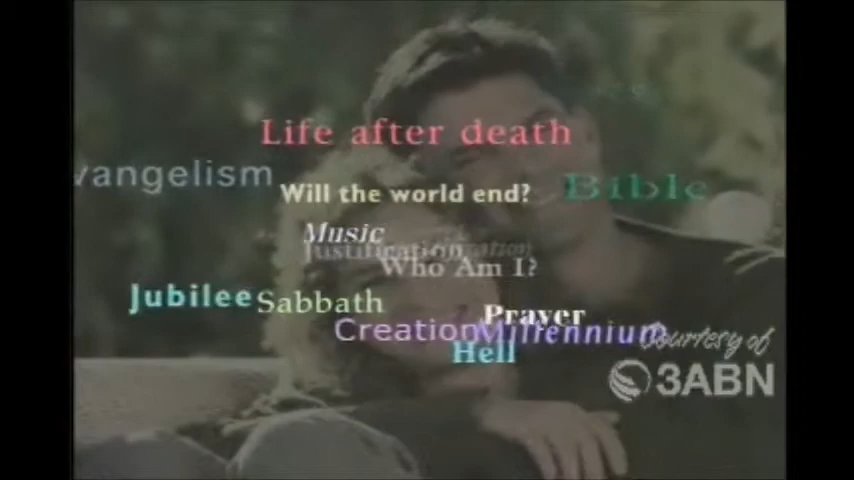 Life after death
vangelism
Will the world end?
Bible
Music
Justification
Who Am I?
Jubilee
Sabbath
Prayer
Creation
Millennium
Hell
Courtesy of
3ABN